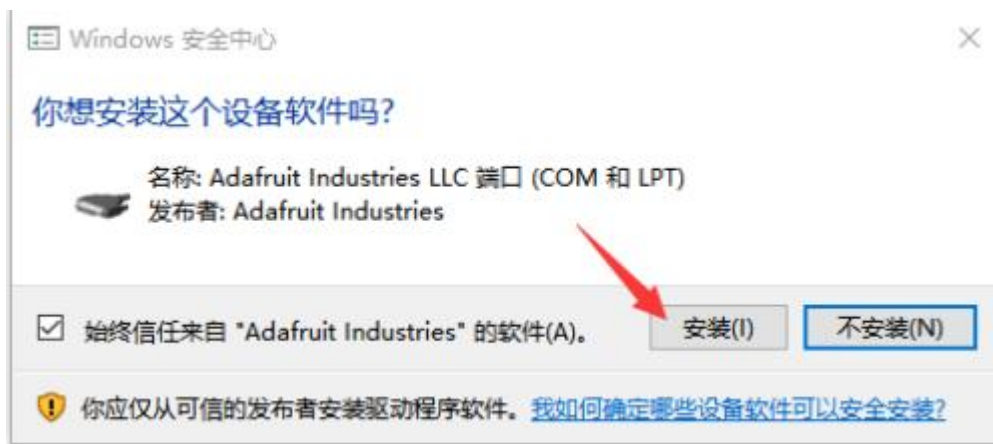 Windows 安全中心
你想安装这个设备软件吗?
名称: Adafruit Industries LLC 端口 (COM 和 LPT)
发布者: Adafruit Industries
始终信任来自 "Adafruit Industries" 的软件(A)。
安装(I)
不安装(N)
你应仅从可信的发布者安装驱动程序软件。我如何确定哪些设备软件可以安全安装?